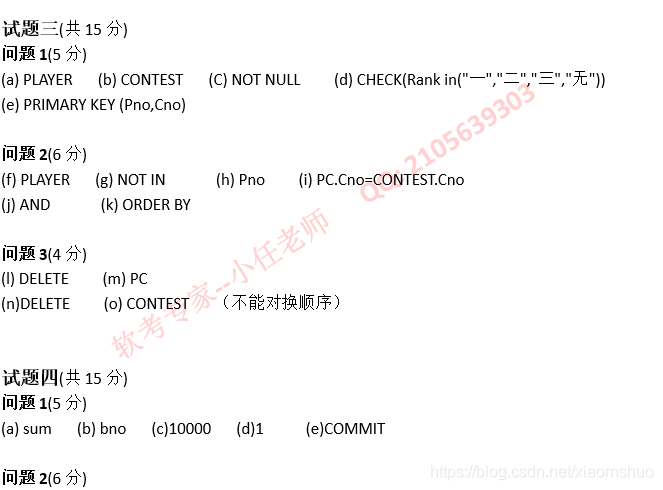 试题三(共 15 分)
问题 1(5 分)
(a) PLAYER (b) CONTEST (C) NOT NULL (d) CHECK(Rank in("一","二","三","无"))
(e) PRIMARY KEY (Pno,Cno)
问题 2(6 分)
(f) PLAYER (g) NOT IN (h) Pno (i) PC.Cno=CONTEST.Cno
(j) AND (k) ORDER BY
问题 3(4 分)
(l) DELETE (m) PC
(n)DELETE (o) CONTEST （不能对换顺序）
软考专家--小任老师 QQ: 2105639303
试题四(共 15 分)
问题 1(5 分)
(a) sum (b) bno (c)10000 (d)1 (e)COMMIT
问题 2(6 分)
https://blog.csdn.net/xiaomshuo